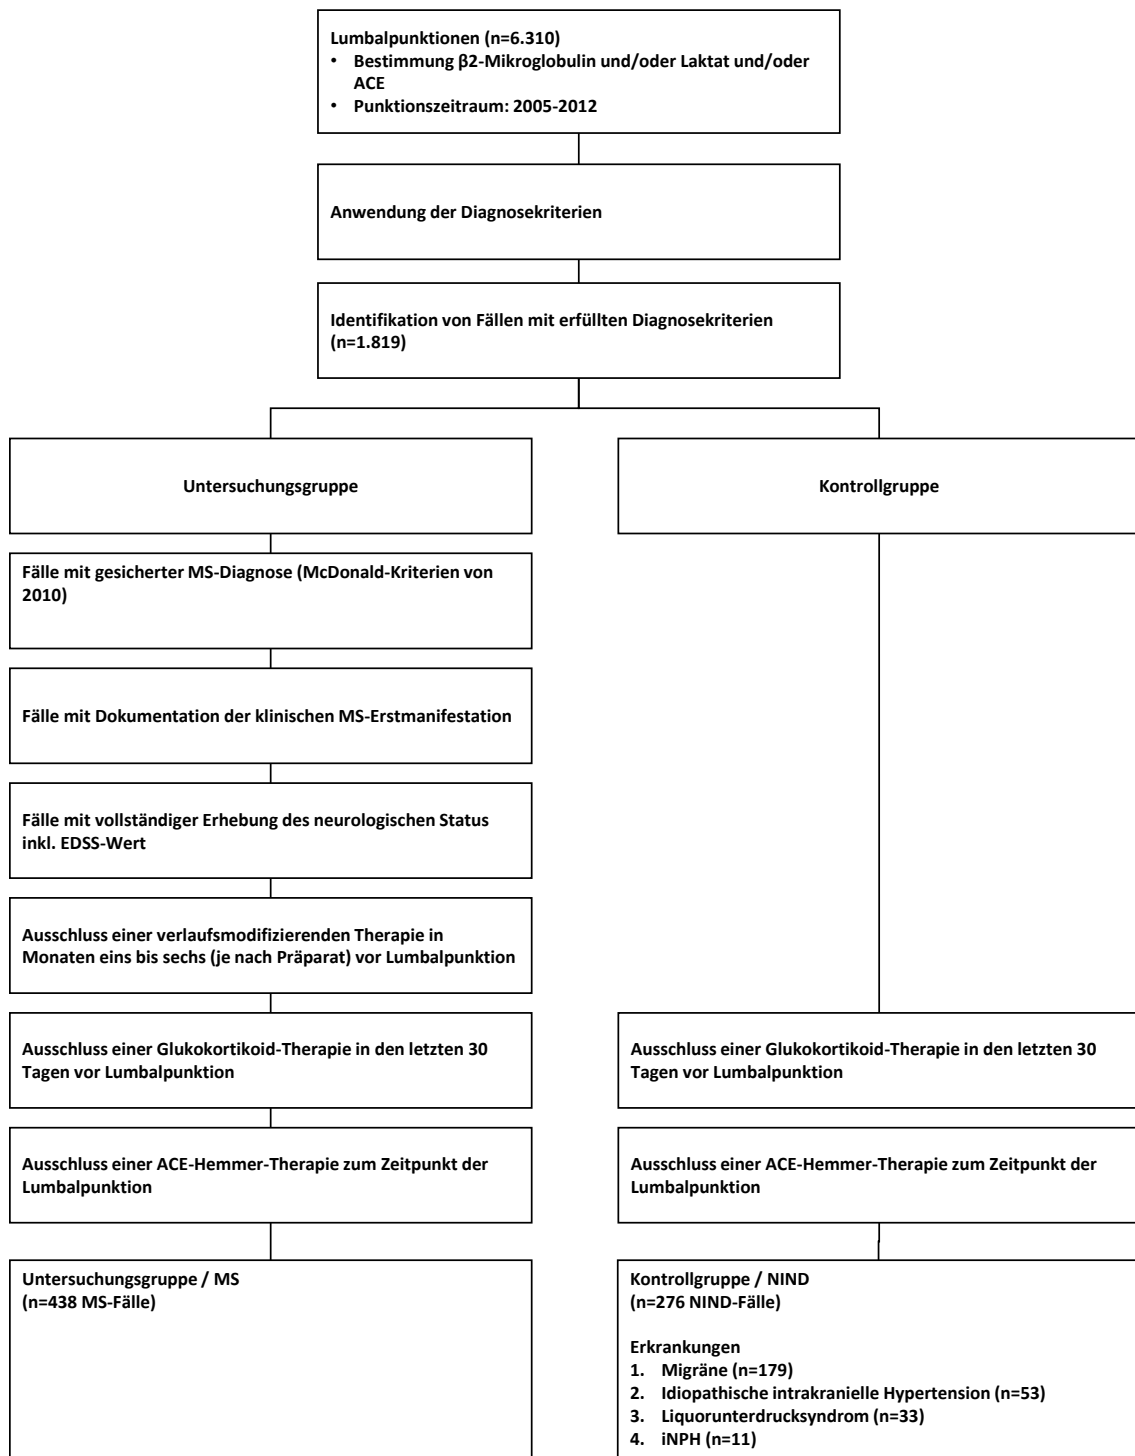 Lumbalpunktionen (n=6.310)
• Bestimmung β2-Mikroglobulin und/oder Laktat und/oder
ACE
• Punktionszeitraum: 2005-2012
Anwendung der Diagnosekriterien
Identifikation von Fällen mit erfüllten Diagnosekriterien
(n=1.819)
Untersuchungsgruppe
Kontrollgruppe
Fälle mit gesicherter MS-Diagnose (McDonald-Kriterien von
2010)
Fälle mit Dokumentation der klinischen MS-Erstmanifestation
Fälle mit vollständiger Erhebung des neurologischen Status
inkl. EDSS-Wert
Ausschluss einer verlaufsmodifizierenden Therapie in
Monaten eins bis sechs (je nach Präparat) vor Lumbalpunktion
Ausschluss einer Glukokortikoid-Therapie in den letzten 30
Tagen vor Lumbalpunktion
Ausschluss einer Glukokortikoid-Therapie in den letzten 30
Tagen vor Lumbalpunktion
Ausschluss einer ACE-Hemmer-Therapie zum Zeitpunkt der
Lumbalpunktion
Ausschluss einer ACE-Hemmer-Therapie zum Zeitpunkt der
Lumbalpunktion
Untersuchungsgruppe / MS
(n=438 MS-Fälle)
Kontrollgruppe / NIND
(n=276 NIND-Fälle)
Erkrankungen
1. Migräne (n=179)
2. Idiopathische intrakranielle Hypertension (n=53)
3. Liquorunterdrucksyndrom (n=33)
4. iNPH (n=11)